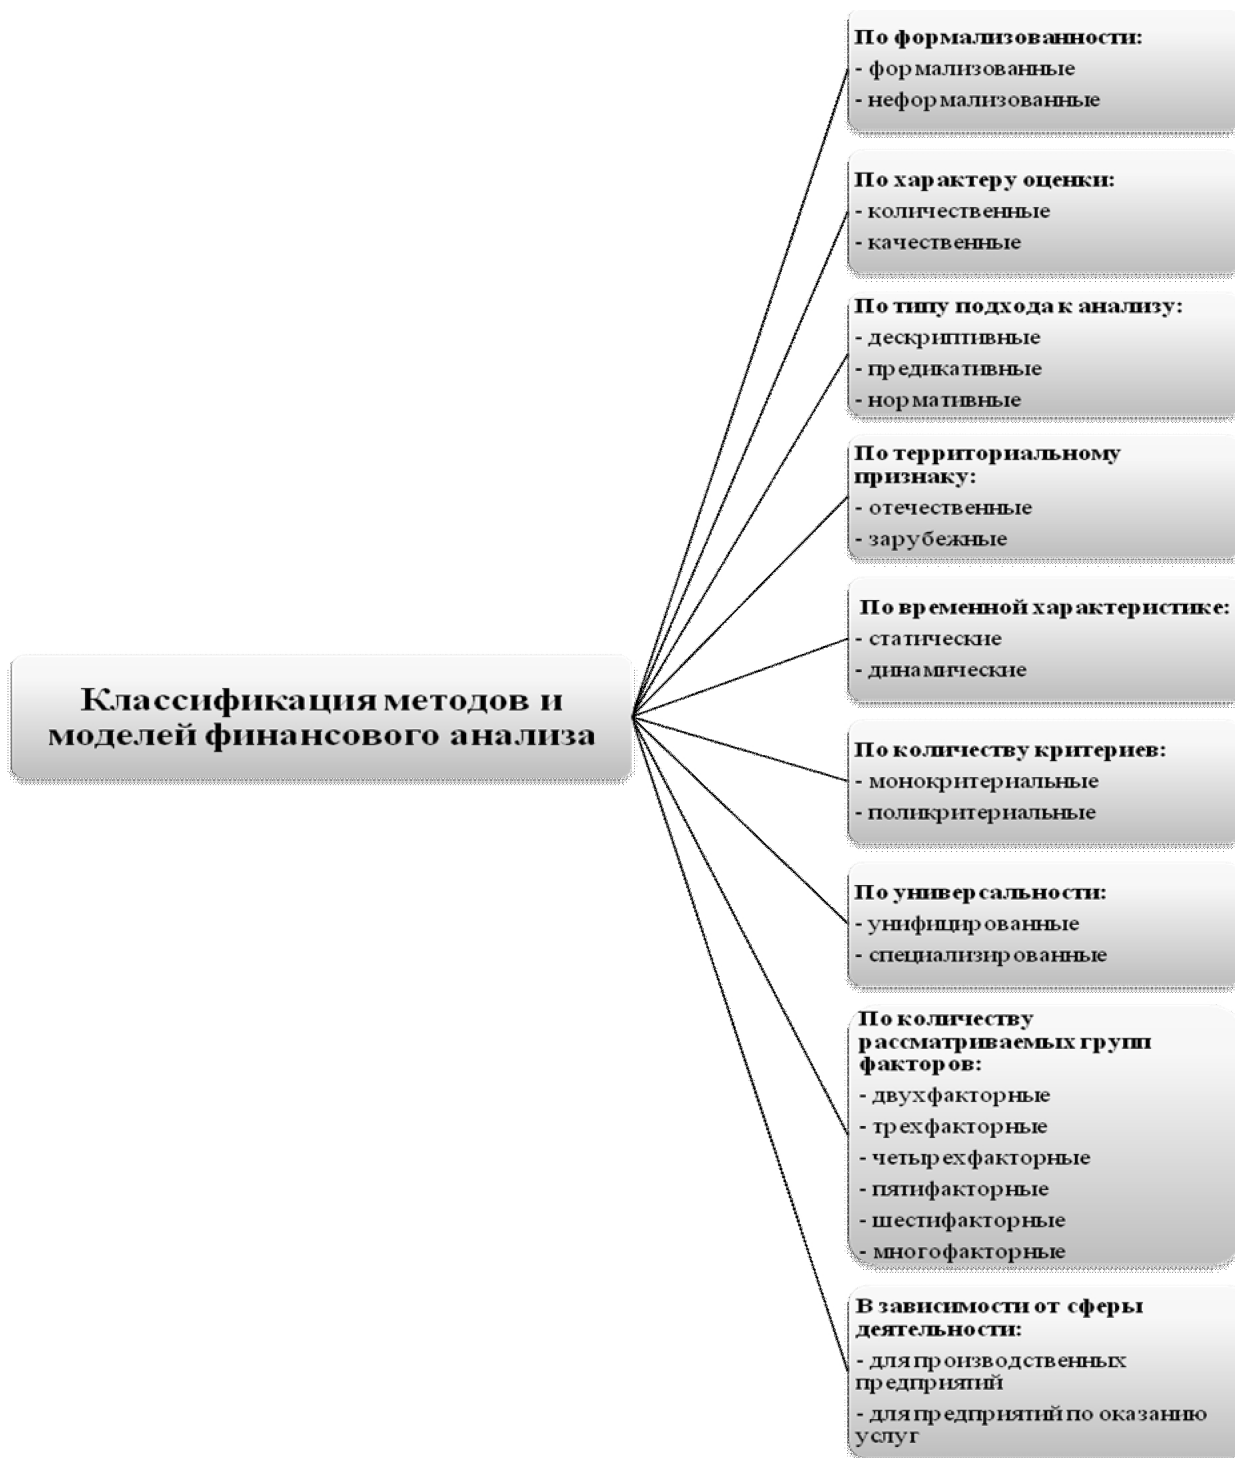 По формализованности:
- формализованные
- неформализованные
По характеру оценки:
- количественные
- качественные
По типу подхода к анализу:
- дескриптивные
- предикативные
- нормативные
По территориальному
признаку:
- отечественные
- зарубежные
По временной характеристике:
- статические
- динамические
Классификация методов и
моделей финансового анализа
По количеству критериев:
- монокритериальные
- поликритериальные
По универсальности:
- унифицированные
- специализированные
По количеству
рассматриваемых групп
факторов:
- двухфакторные
- трехфакторные
- четырехфакторные
- пятифакторные
- шестифакторные
- многофакторные
В зависимости от сферы
деятельности:
- для производственных
предприятий
- для предприятий по оказанию
услуг